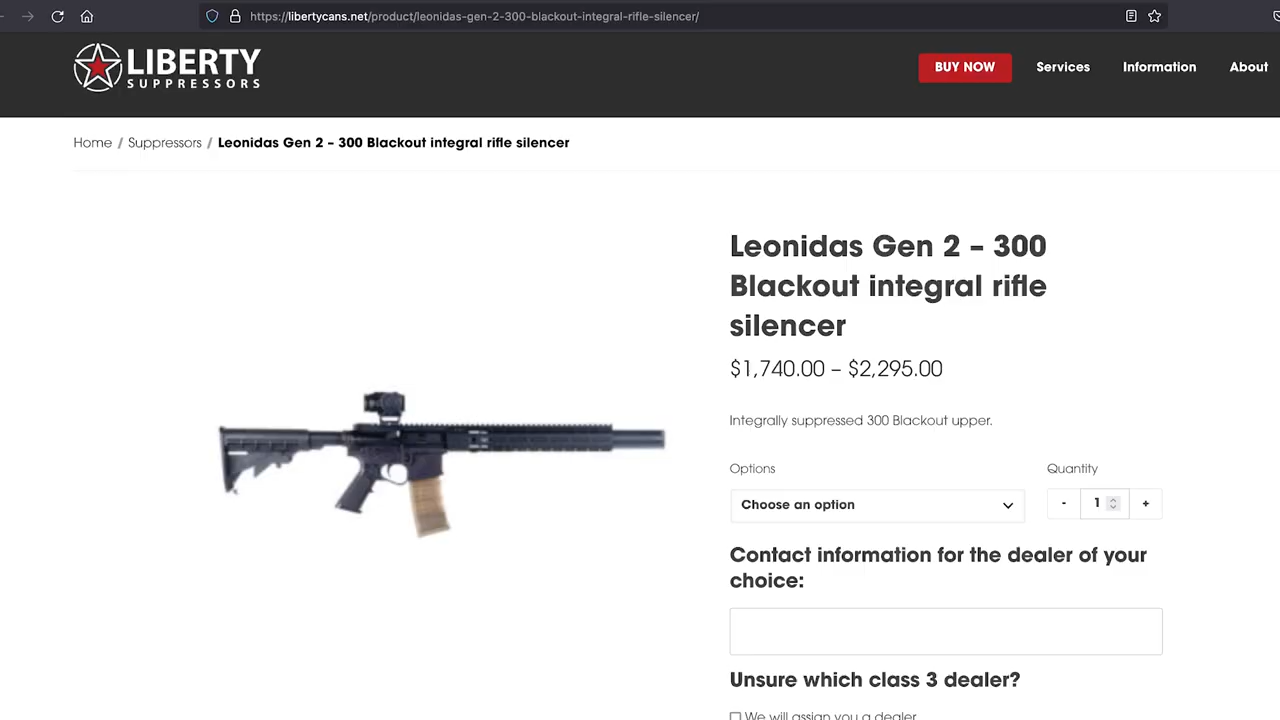 https://libertycans.net/product/leonidas-gen-2-300-blackout-integral-rifle-silencer/
LIBERTY
SUPPRESSORS
BUY NOW Services Information About
Home / Suppressors / Leonidas Gen 2 – 300 Blackout integral rifle silencer
Leonidas Gen 2 – 300
Blackout integral rifle
silencer
$1,740.00 – $2,295.00
Integrally suppressed 300 Blackout upper.
Options Quantity
Choose an option - 1 +
Contact information for the dealer of your
choice:
Unsure which class 3 dealer?
We will assign you a dealer